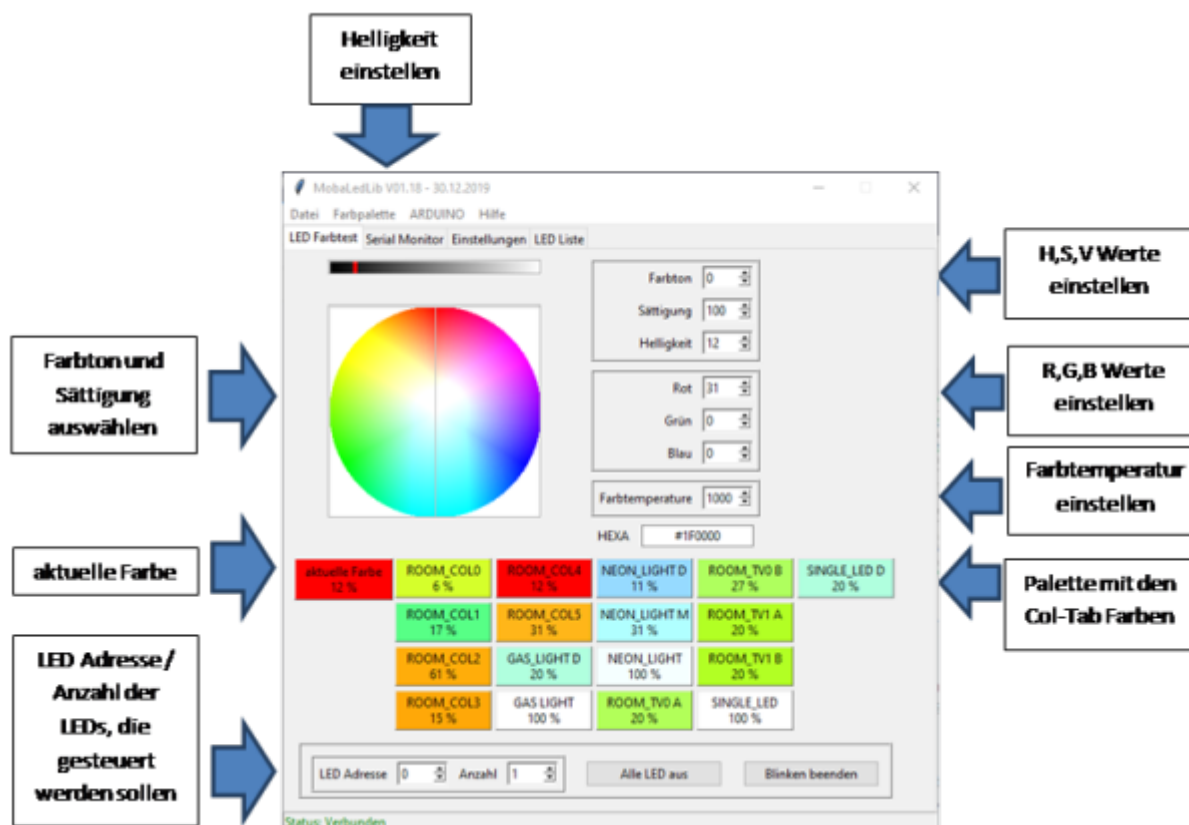 Helligkeit
einstellen
MobaLedLib V01.18 - 30.12.2019
Datei Farbpalette ARDUINO Hilfe
LED Farbtest Serial Monitor Einstellungen LED Liste
Farbton 0
Sättigung 100
Helligkeit 12
Rot 31
Grün 0
Blau 0
Farbtemperature 1000
HEXA #1F0000
aktuelle Farbe
12 %
ROOM_COL0
6 %
ROOM_COL4
12 %
NEON_LIGHT D
11 %
ROOM_TV0 B
27 %
SINGLE_LED D
20 %
ROOM_COL1
17 %
ROOM_COL5
31 %
NEON_LIGHT M
31 %
ROOM_TV1 A
20 %
ROOM_COL2
61 %
GAS_LIGHT D
20 %
NEON_LIGHT
100 %
ROOM_TV1 B
20 %
ROOM_COL3
15 %
GAS LIGHT
100 %
ROOM_TV0 A
20 %
SINGLE_LED
100 %
LED Adresse 0 Anzahl 1 Alle LED aus Blinken beenden
Status: Verbunden
Farbton und
Sättigung
auswählen
aktuelle Farbe
LED Adresse /
Anzahl der
LEDs, die
gesteuert
werden sollen
H,S,V Werte
einstellen
R,G,B Werte
einstellen
Farbtemperatur
einstellen
Palette mit den
Col-Tab Farben